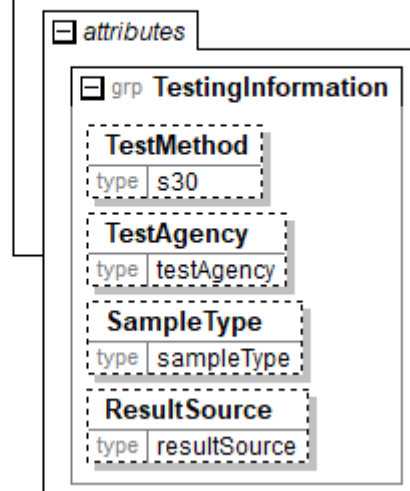 attributes
grp TestingInformation
TestMethod
type s30
TestAgency
type testAgency
SampleType
type sampleType
ResultSource
type resultSource